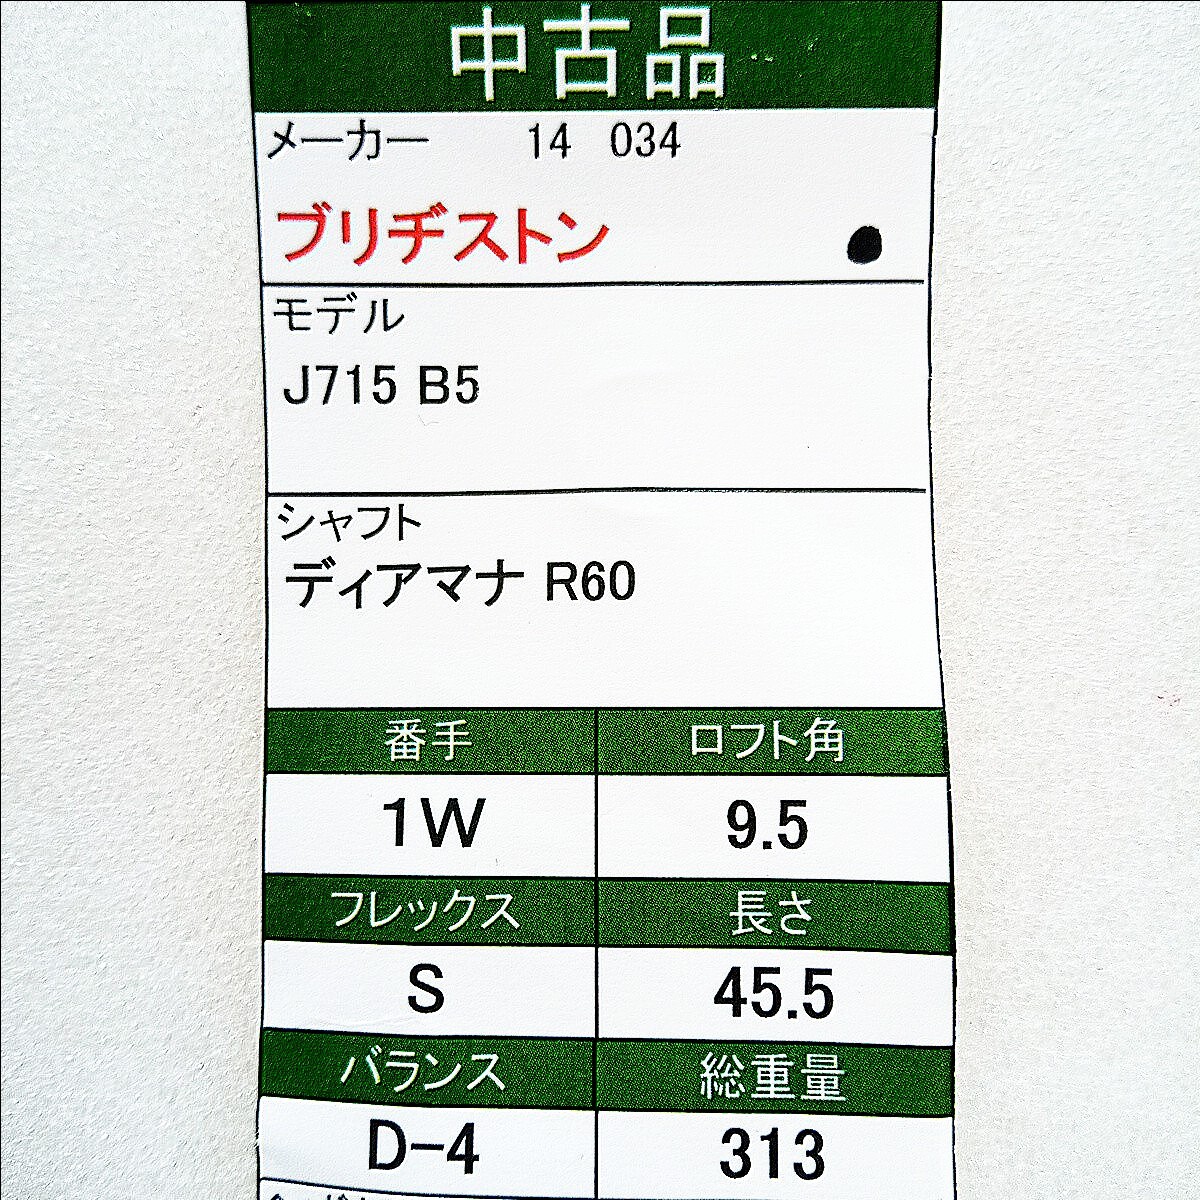 中古品
メーカー 14 034
ブリヂストン
モデル
J715 B5
シャフト
ディアマナ R60
番手 ロフト角
1W 9.5
フレックス 長さ
S 45.5
バランス 総重量
D-4 313